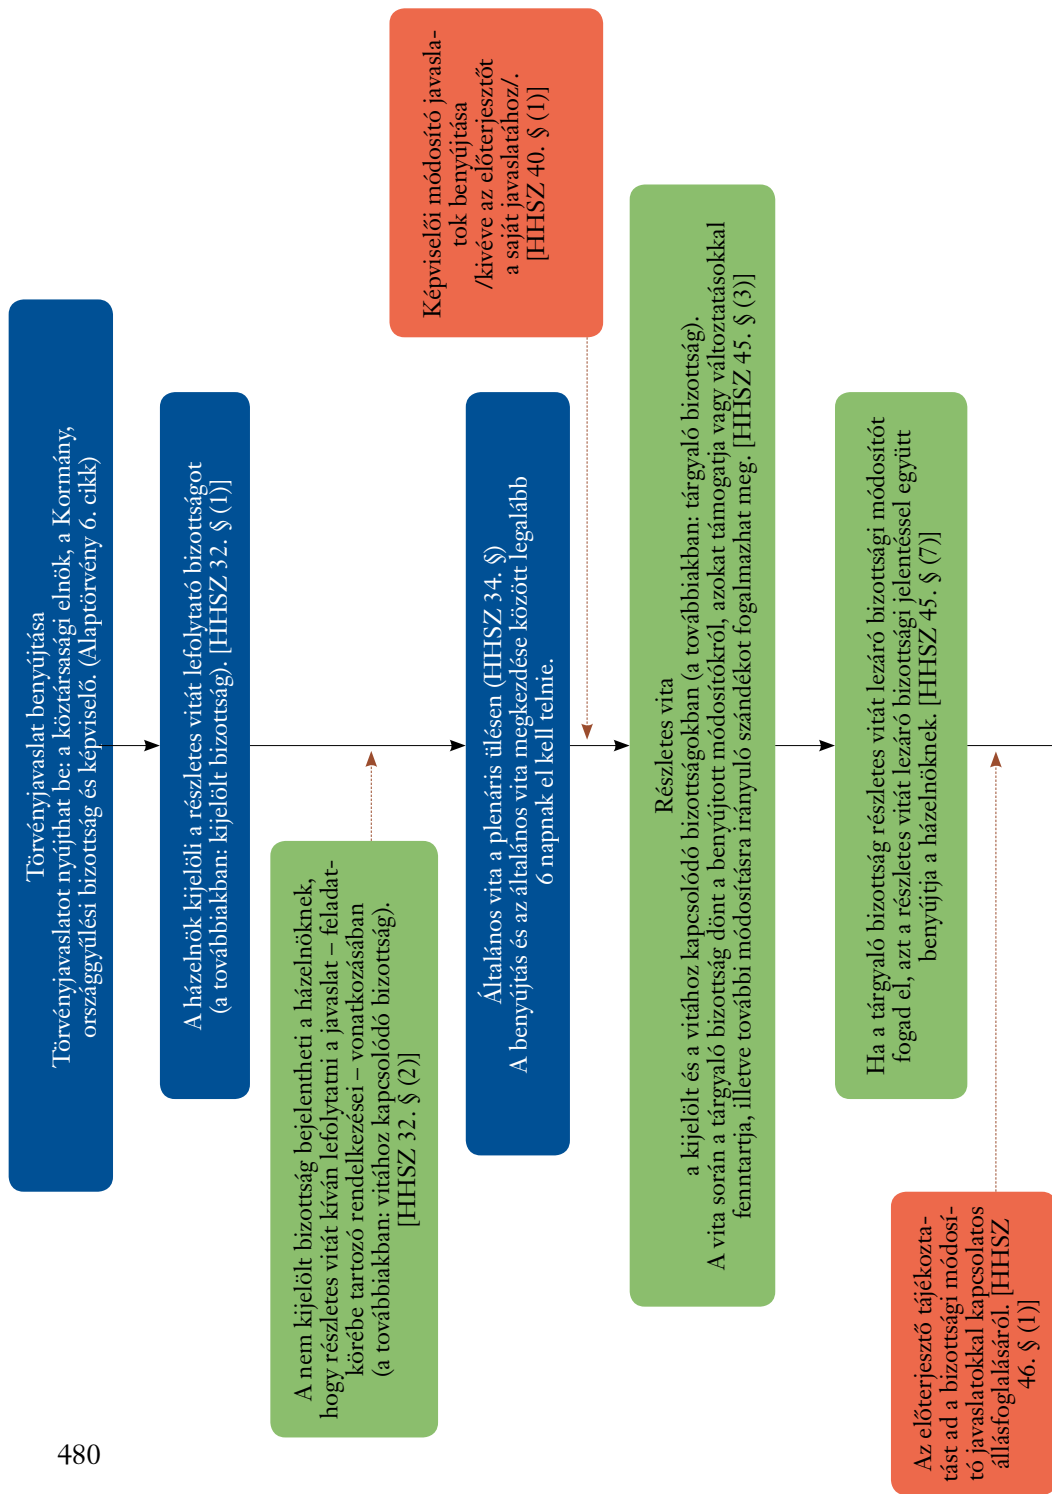 Törvényjavaslat benyújtása
Törvényjavaslatot nyújthat be: a köztársasági elnök, a Kormány,
országgyűlési bizottság és képviselő. (Alaptörvény 6. cikk)
A házelnök kijelöli a részletes vitát lefolytató bizottságot
(a továbbiakban: kijelölt bizottság). [HHSZ 32. § (1)]
A nem kijelölt bizottság bejelentheti a házelnöknek,
hogy részletes vitát kíván lefolytatni a javaslat – feladat-
körébe tartozó rendelkezései – vonatkozásában
(a továbbiakban: vitához kapcsolódó bizottság).
[HHSZ 32. § (2)]
Általános vita a plenáris ülésen (HHSZ 34. §)
A benyújtás és az általános vita megkezdése között legalább
6 napnak el kell telnie.
Képviselői módosító javasla-
tok benyújtása
/kivéve az előterjesztőt
a saját javaslatához/.
[HHSZ 40. § (1)]
Részletes vita
a kijelölt és a vitához kapcsolódó bizottságokban (a továbbiakban: tárgyaló bizottság).
A vita során a tárgyaló bizottság dönt a benyújtott módosítókról, azokat támogatja vagy változtatásokkal
fenntartja, illetve további módosításra irányuló szándékot fogalmazhat meg. [HHSZ 45. § (3)]
Ha a tárgyaló bizottság részletes vitát lezáró bizottsági módosítót
fogad el, azt a részletes vitát lezáró bizottsági jelentéssel együtt
benyújtja a házelnöknek. [HHSZ 45. § (7)]
Az előterjesztő tájékozta-
tást ad a bizottsági módosí-
tó javaslatokkal kapcsolatos
állásfoglalásáról. [HHSZ
46. § (1)]
480